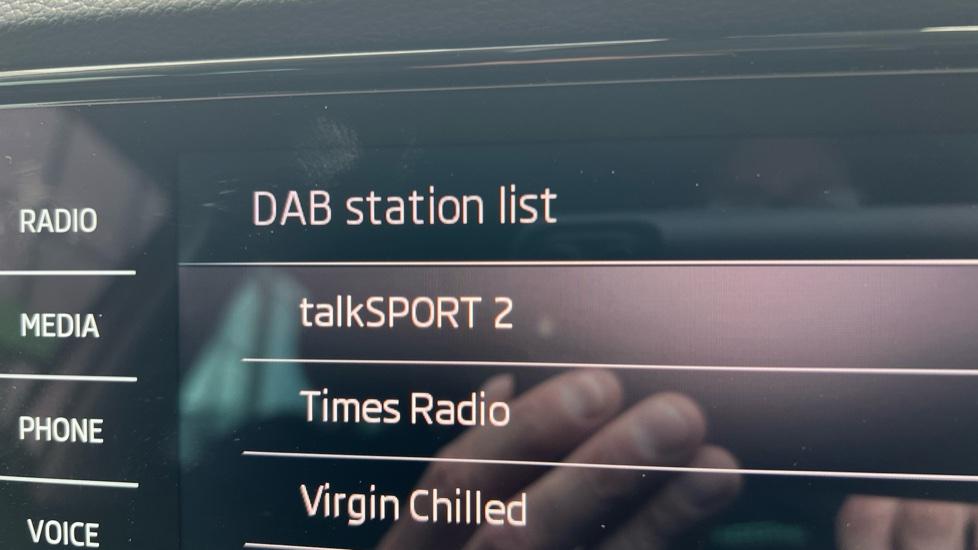 RADIO
MEDIA
PHONE
VOICE
DAB station list
talkSPORT 2
Times Radio
Virgin Chilled